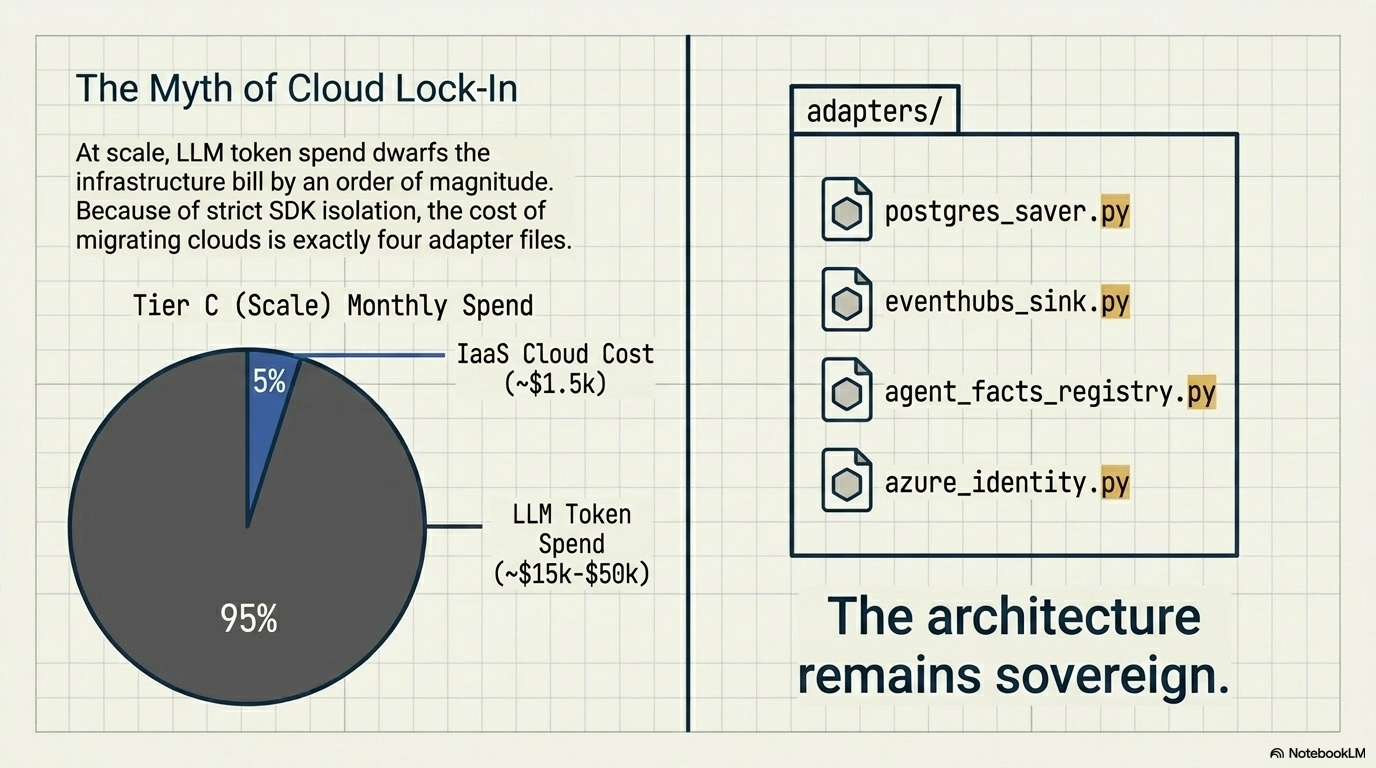 The Myth of Cloud Lock-In
At scale, LLM token spend dwarfs the
infrastructure bill by an order of magnitude.
Because of strict SDK isolation, the cost of
migrating clouds is exactly four adapter files.
Tier C (Scale) Monthly Spend
5%
IaaS Cloud Cost
(~$1.5k)
LLM Token
Spend
(~$15k-$50k)
95%
adapters/
postgres_saver.py
eventhubs_sink.py
agent_facts_registry.py
azure_identity.py
The architecture
remains sovereign.
NotebookLM